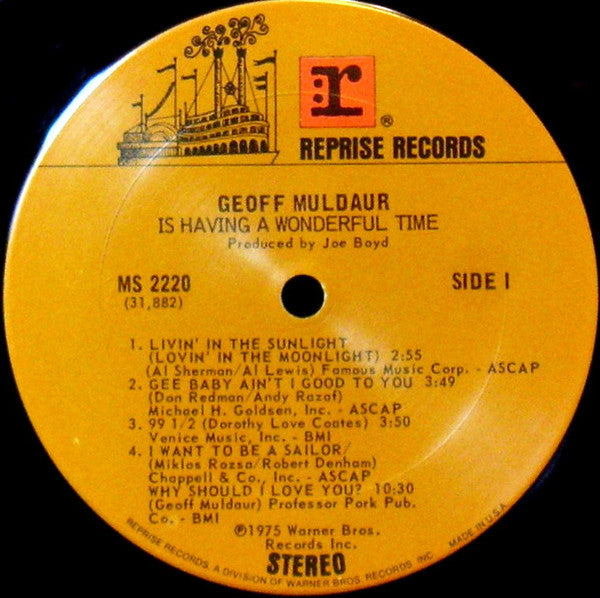 r
®
REPRISE RECORDS
GEOFF MULDAUR
IS HAVING A WONDERFUL TIME
Produced by Joe Boyd
MS 2220
(31,882)
SIDE I
1. LIVIN' IN THE SUNLIGHT
(LOVIN' IN THE MOONLIGHT) 2:55
(Al Sherman/Al Lewis) Famous Music Corp. - ASCAP
2. GEE BABY AIN'T I GOOD TO YOU 3:49
(Don Redman/Andy Razaf)
Michael H. Goldsen, Inc. - ASCAP
3. 99 1/2 (Dorothy Love Coates) 3:50
Venice Music, Inc. - BMI
4. I WANT TO BE A SAILOR/
(Miklos Rozsa/Robert Denham)
Chappell & Co., Inc. - ASCAP
WHY SHOULD I LOVE YOU? 10:30
(Geoff Muldaur) Professor Pork Pub.
Co. - BMI
℗1975 Warner Bros.
Records Inc.
STEREO
REPRISE RECORDS, A DIVISION OF WARNER BROS. RECORDS, INC. MADE IN U.S.A.